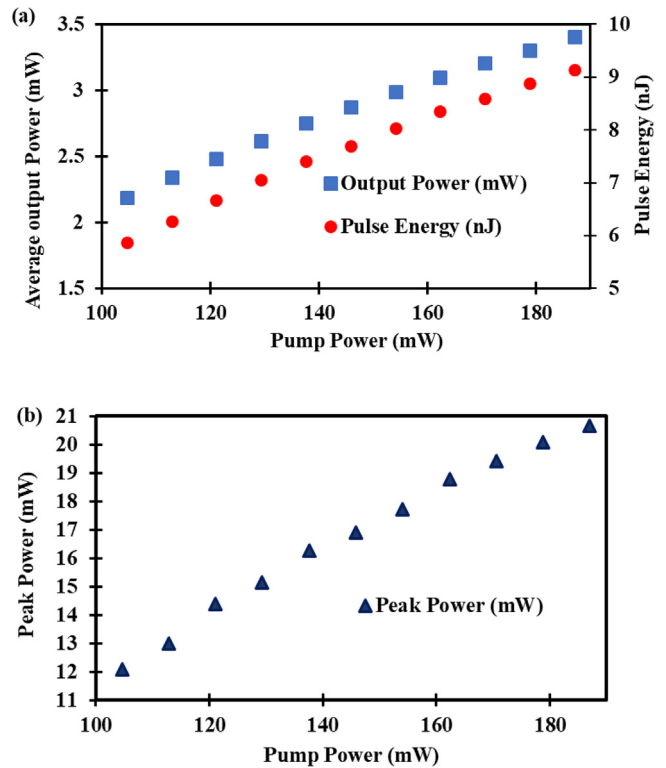 (a)
3.5
3
2.5
2
1.5
Average output Power (mW)
10
9
8
7
6
5
Pulse Energy (nJ)
Output Power (mW)
Pulse Energy (nJ)
100 120 140 160 180
Pump Power (mW)
(b)
21
20
19
18
17
16
15
14
13
12
11
Peak Power (mW)
Peak Power (mW)
100 120 140 160 180
Pump Power (mW)